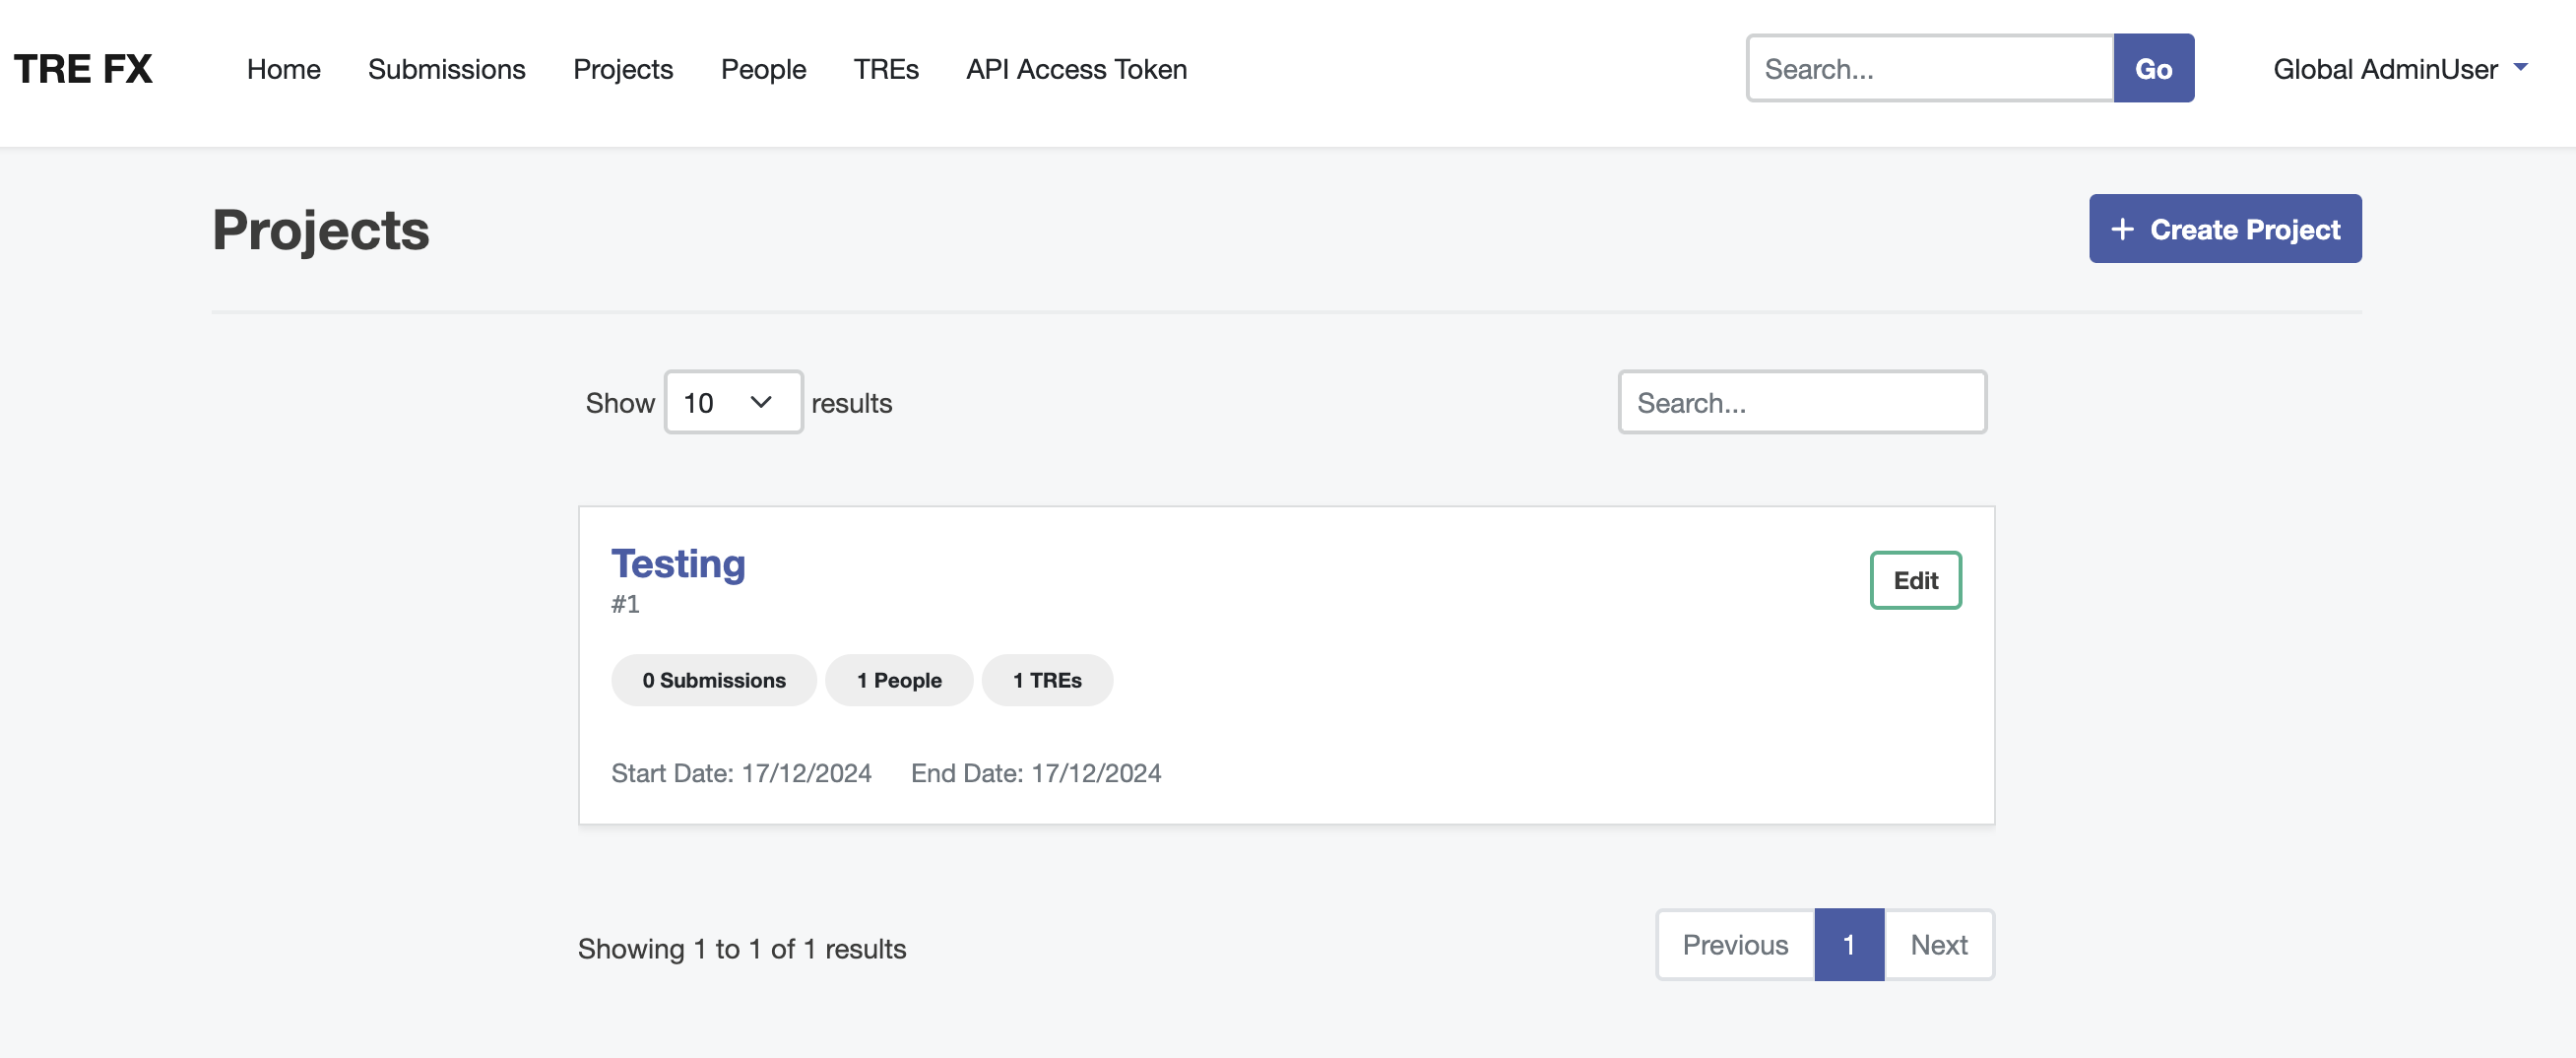 TRE FX Home Submissions Projects People TREs API Access Token Search... Go Global AdminUser
Projects + Create Project
Show 10 results Search...
Testing Edit
#1
0 Submissions 1 People 1 TREs
Start Date: 17/12/2024 End Date: 17/12/2024
Showing 1 to 1 of 1 results Previous 1 Next